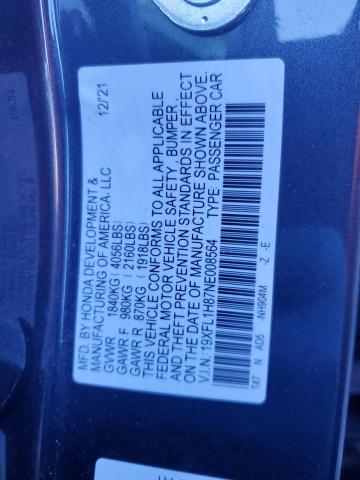 MFD.BY HONDA DEVELOPMENT & 12/21
MANUFACTURING OF AMERICA, LLC
GVWR 1840KG ( 4056LBS)
GAWR F 980KG ( 2160LBS)
GAWR R 870KG ( 1918LBS)
THIS VEHICLE CONFORMS TO ALL APPLICABLE
FEDERAL MOTOR VEHICLE SAFETY, BUMPER,
AND THEFT PREVENTION STANDARDS IN EFFECT
ON THE DATE OF MANUFACTURE SHOWN ABOVE.
V.I.N: 19XFL1H87NE008564 TYPE: PASSENGER CAR
T47 N A05 -NH904M -Z -E